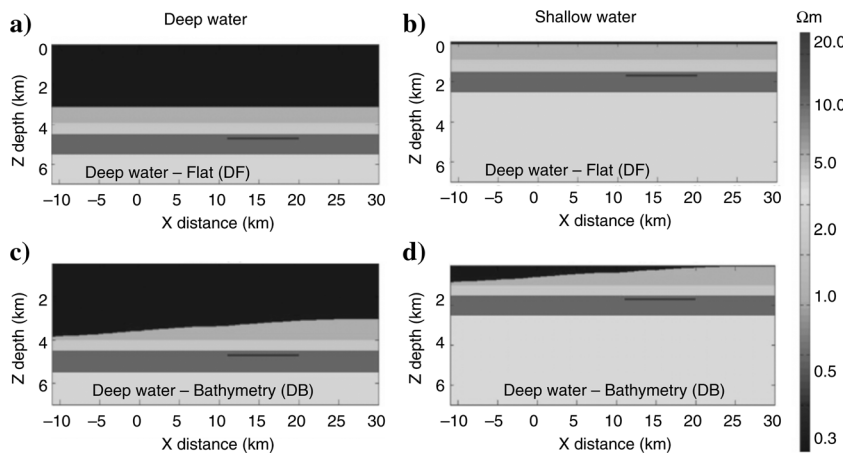 Deep water
Shallow water
Ωm
a)
b)
0
2
4
6
Z depth (km)
Deep water – Flat (DF)
−10 −5 0 5 10 15 20 25 30
X distance (km)
0
2
4
6
Z depth (km)
Deep water – Flat (DF)
−10 −5 0 5 10 15 20 25 30
X distance (km)
c)
d)
2
4
6
Z depth (km)
Deep water – Bathymetry (DB)
−10 −5 0 5 10 15 20 25 30
X distance (km)
2
4
6
Z depth (km)
Deep water – Bathymetry (DB)
−10 −5 0 5 10 15 20 25 30
X distance (km)
20.0
10.0
5.0
2.0
1.0
0.5
0.3